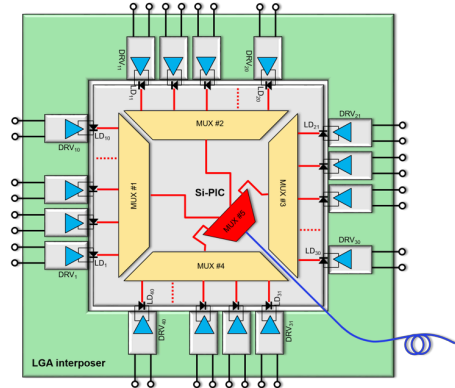 DRV11
DRV20
LD11
LD20
DRV10
LD10
MUX #2
LD21
DRV21
MUX #1
Si-PIC
MUX #3
MUX #5
LD1
DRV1
MUX #4
LD30
DRV30
LD40
LD31
DRV40
DRV31
LGA interposer